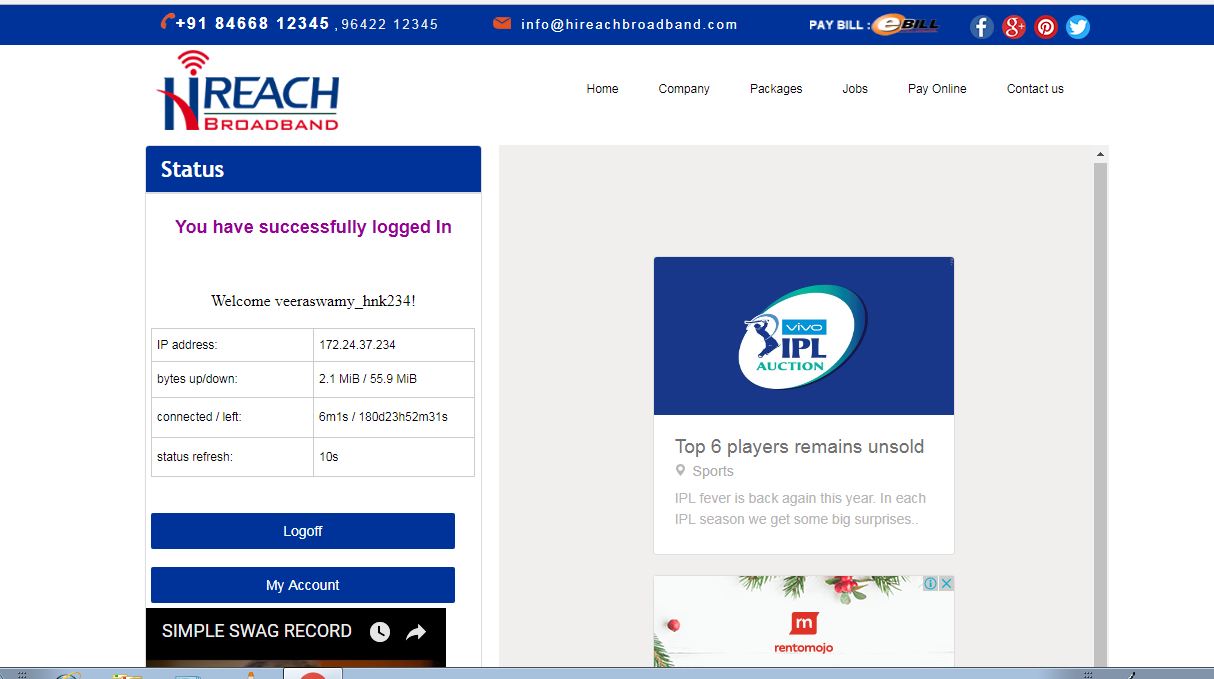 +91 84668 12345 , 96422 12345
info@hireachbroadband.com
PAY BILL : eBILL
HiREACH
BROADBAND
Home Company Packages Jobs Pay Online Contact us
Status
You have successfully logged In
Welcome veeraswamy_hnk234!
IP address: 172.24.37.234
bytes up/down: 2.1 MiB / 55.9 MiB
connected / left: 6m1s / 180d23h52m31s
status refresh: 10s
Logoff
My Account
SIMPLE SWAG RECORD
vivo
IPL
AUCTION
Top 6 players remains unsold
Sports
IPL fever is back again this year. In each
IPL season we get some big surprises..
m
rentomojo